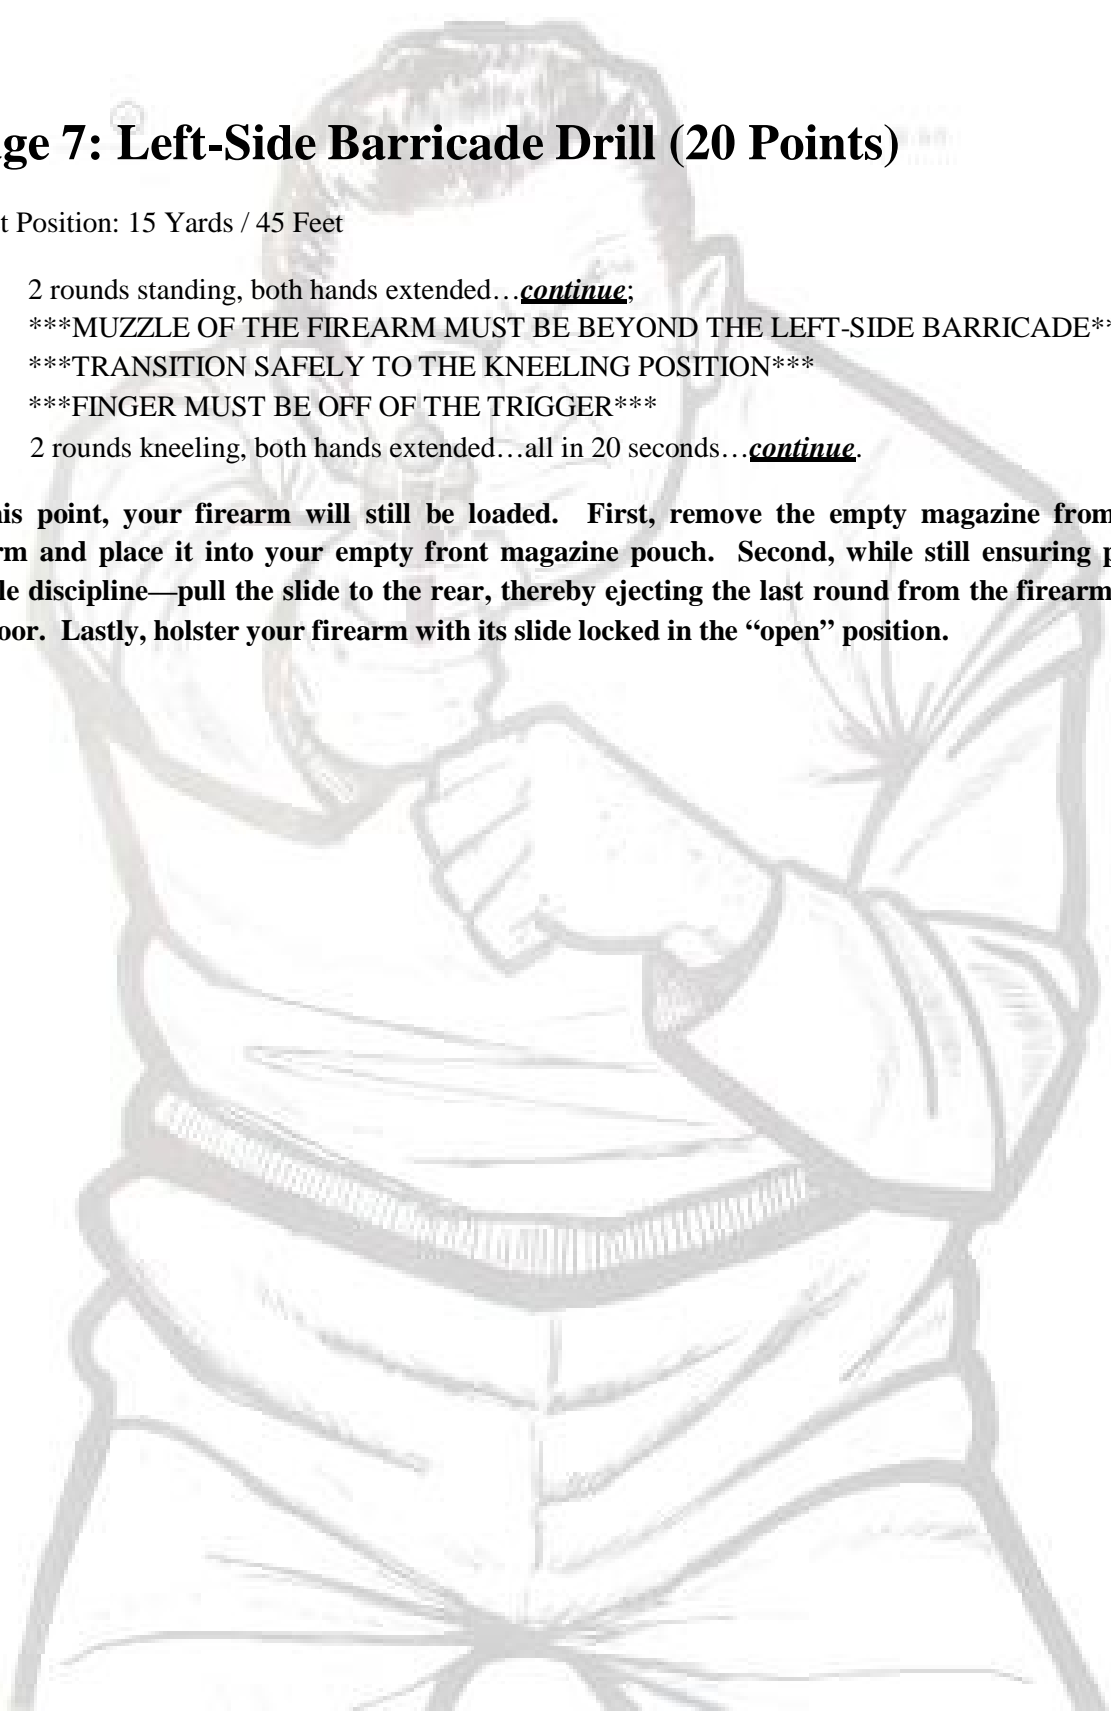 ge 7: Left-Side Barricade Drill (20 Points)
t Position: 15 Yards / 45 Feet
2 rounds standing, both hands extended…continue;
***MUZZLE OF THE FIREARM MUST BE BEYOND THE LEFT-SIDE BARRICADE**
***TRANSITION SAFELY TO THE KNEELING POSITION***
***FINGER MUST BE OFF OF THE TRIGGER***
2 rounds kneeling, both hands extended…all in 20 seconds…continue.
his point, your firearm will still be loaded. First, remove the empty magazine from
rm and place it into your empty front magazine pouch. Second, while still ensuring p
le discipline—pull the slide to the rear, thereby ejecting the last round from the firearm
oor. Lastly, holster your firearm with its slide locked in the “open” position.